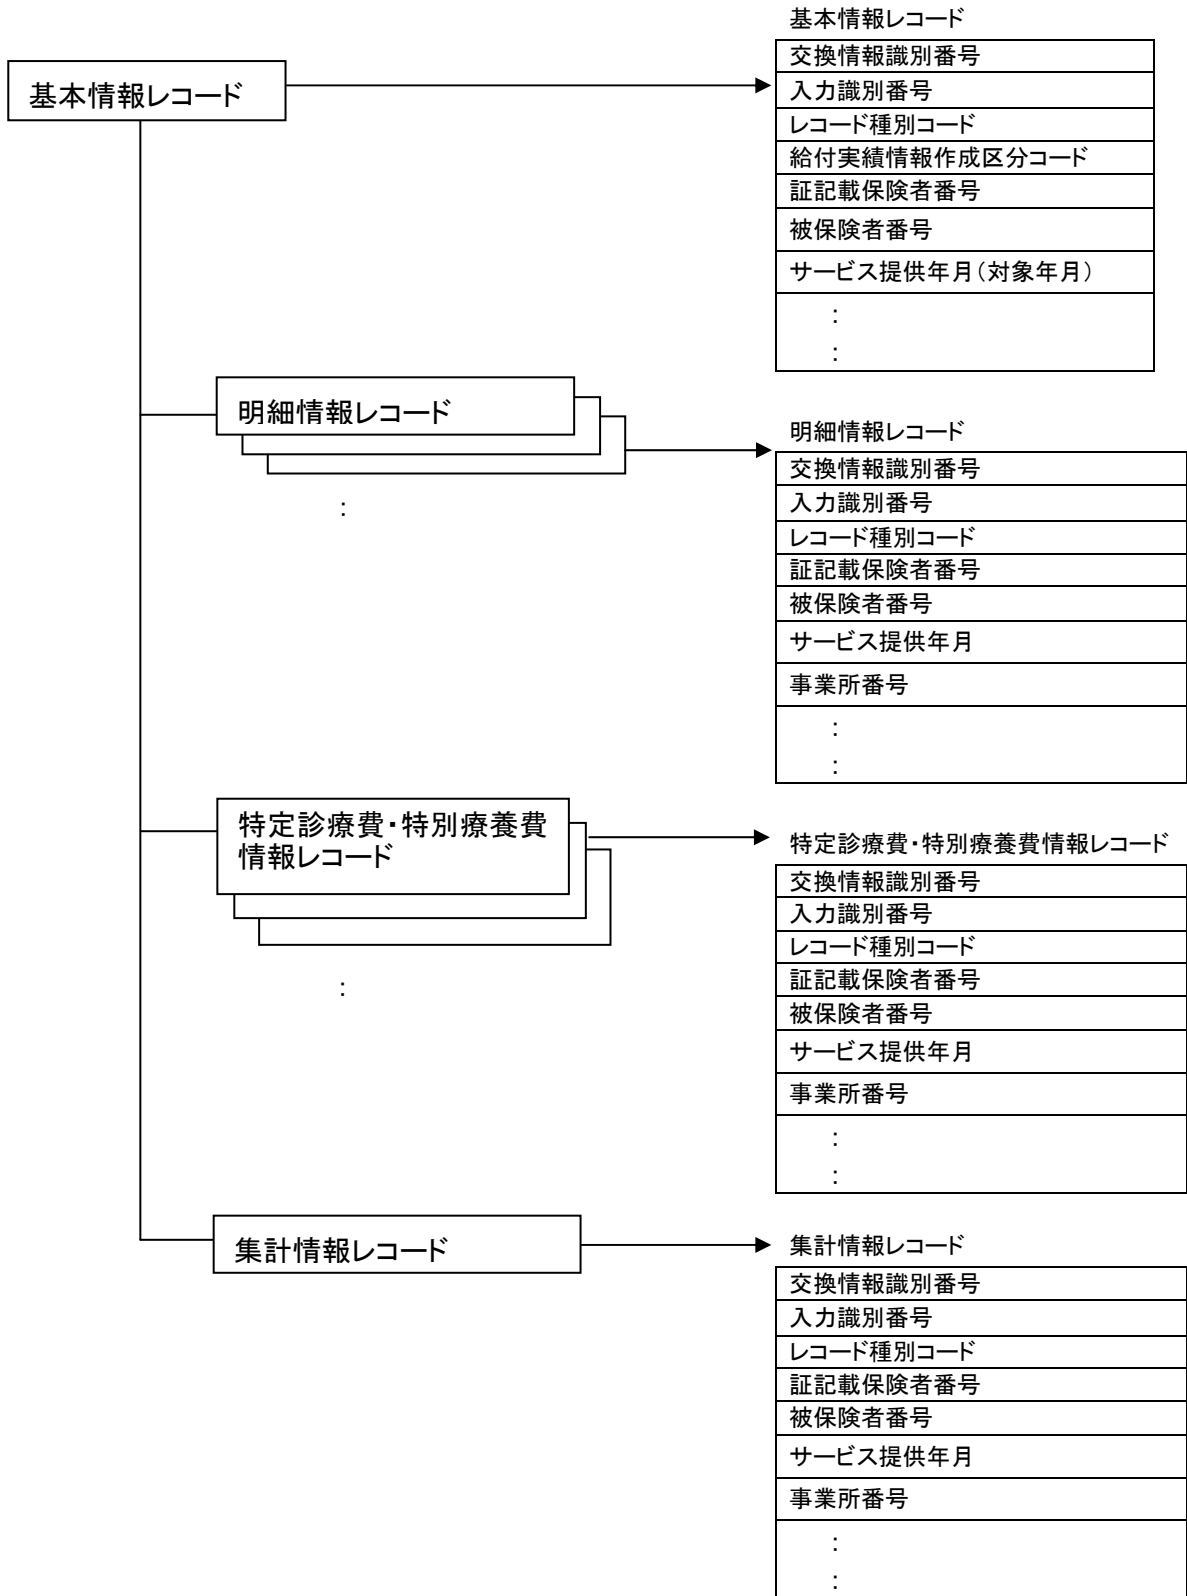 基本情報レコード
基本情報レコード
交換情報識別番号
入力識別番号
レコード種別コード
給付実績情報作成区分コード
証記載保険者番号
被保険者番号
サービス提供年月(対象年月)
:
:
明細情報レコード
:
明細情報レコード
交換情報識別番号
入力識別番号
レコード種別コード
証記載保険者番号
被保険者番号
サービス提供年月
事業所番号
:
:
特定診療費・特別療養費
情報レコード
:
特定診療費・特別療養費情報レコード
交換情報識別番号
入力識別番号
レコード種別コード
証記載保険者番号
被保険者番号
サービス提供年月
事業所番号
:
:
集計情報レコード
集計情報レコード
交換情報識別番号
入力識別番号
レコード種別コード
証記載保険者番号
被保険者番号
サービス提供年月
事業所番号
:
: